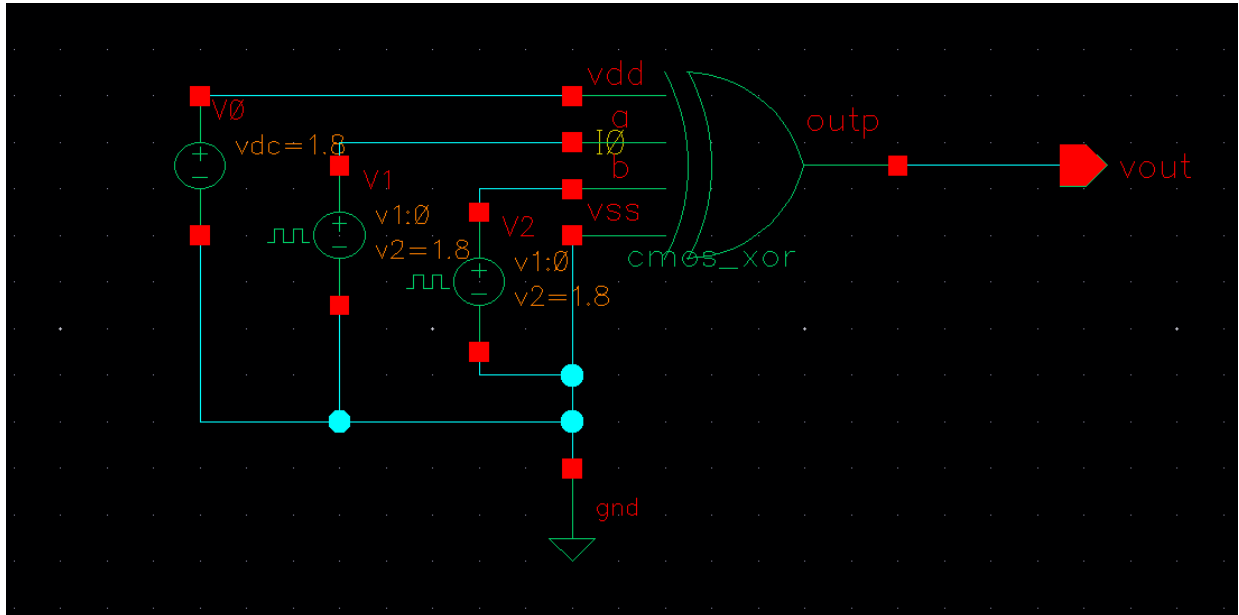 vdd
V0
a
outp
vdc=1.8
I0
b
vout
V1
v1:0
vss
v2=1.8
V2
v1:0
cmos_xor
v2=1.8
gnd